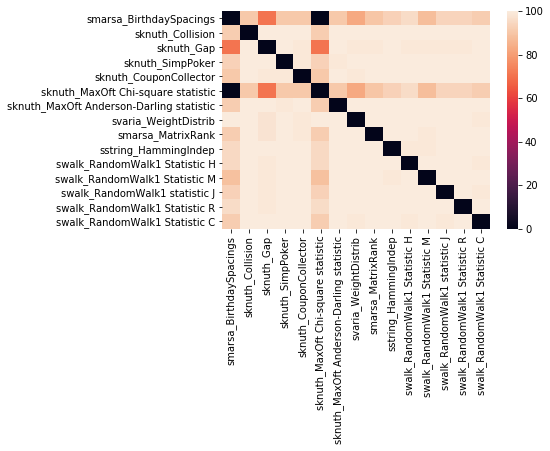 smarsa_BirthdaySpacings
sknuth_Collision
sknuth_Gap
sknuth_SimpPoker
sknuth_CouponCollector
sknuth_MaxOft Chi-square statistic
sknuth_MaxOft Anderson-Darling statistic
svaria_WeightDistrib
smarsa_MatrixRank
sstring_HammingIndep
swalk_RandomWalk1 Statistic H
swalk_RandomWalk1 Statistic M
swalk_RandomWalk1 statistic J
swalk_RandomWalk1 Statistic R
swalk_RandomWalk1 Statistic C
smarsa_BirthdaySpacings
sknuth_Collision
sknuth_Gap
sknuth_SimpPoker
sknuth_CouponCollector
sknuth_MaxOft Chi-square statistic
sknuth_MaxOft Anderson-Darling statistic
svaria_WeightDistrib
smarsa_MatrixRank
sstring_HammingIndep
swalk_RandomWalk1 Statistic H
swalk_RandomWalk1 Statistic M
swalk_RandomWalk1 statistic J
swalk_RandomWalk1 Statistic R
swalk_RandomWalk1 Statistic C
100
80
60
40
20
0